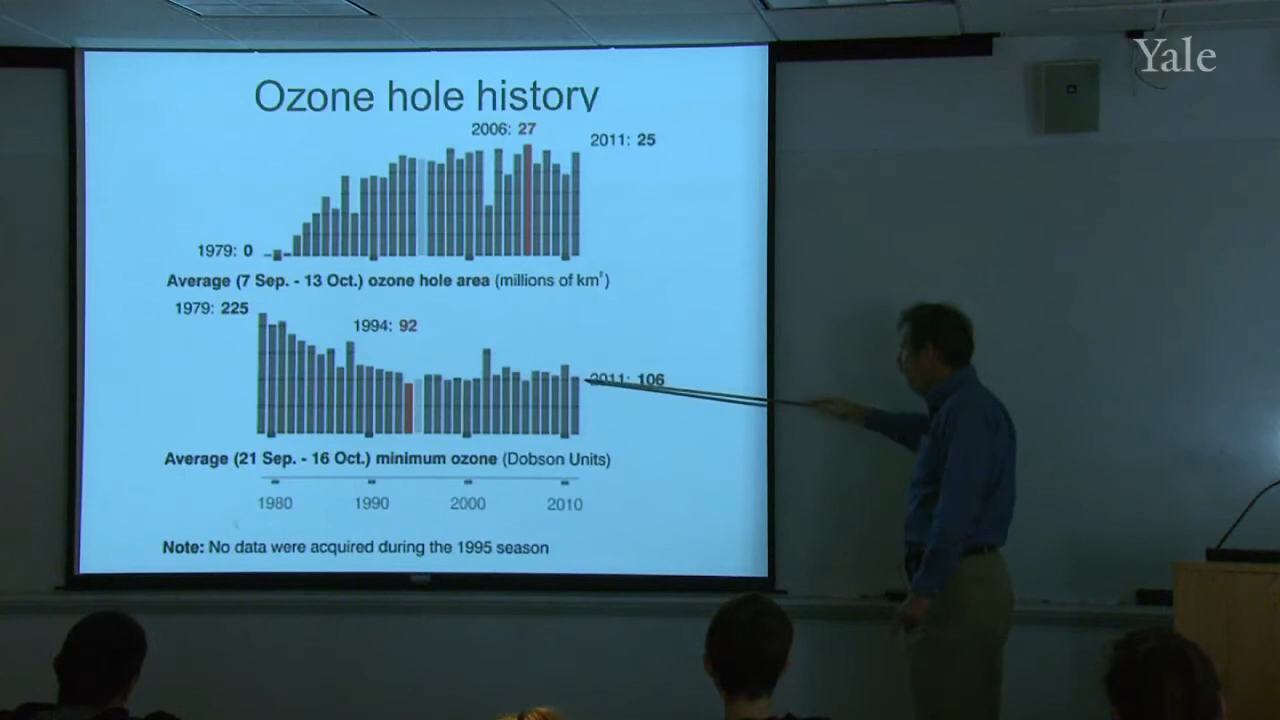 Yale
Ozone hole history
2006: 27
2011: 25
1979: 0
Average (7 Sep. - 13 Oct.) ozone hole area (millions of km²)
1979: 225
1994: 92
2011: 106
Average (21 Sep. - 16 Oct.) minimum ozone (Dobson Units)
1980 1990 2000 2010
Note: No data were acquired during the 1995 season